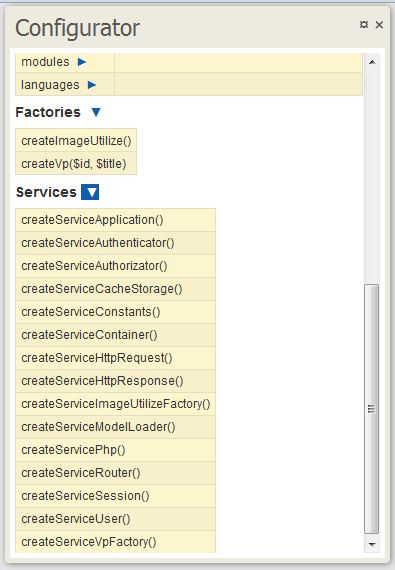 Configurator
modules ►
languages ►
Factories ▼
createImageUtilize()
createVp($id, $title)
Services ▼
createServiceApplication()
createServiceAuthenticator()
createServiceAuthorizator()
createServiceCacheStorage()
createServiceConstants()
createServiceContainer()
createServiceHttpRequest()
createServiceHttpResponse()
createServiceImageUtilizeFactory()
createServiceModelLoader()
createServicePhp()
createServiceRouter()
createServiceSession()
createServiceUser()
createServiceVpFactory()